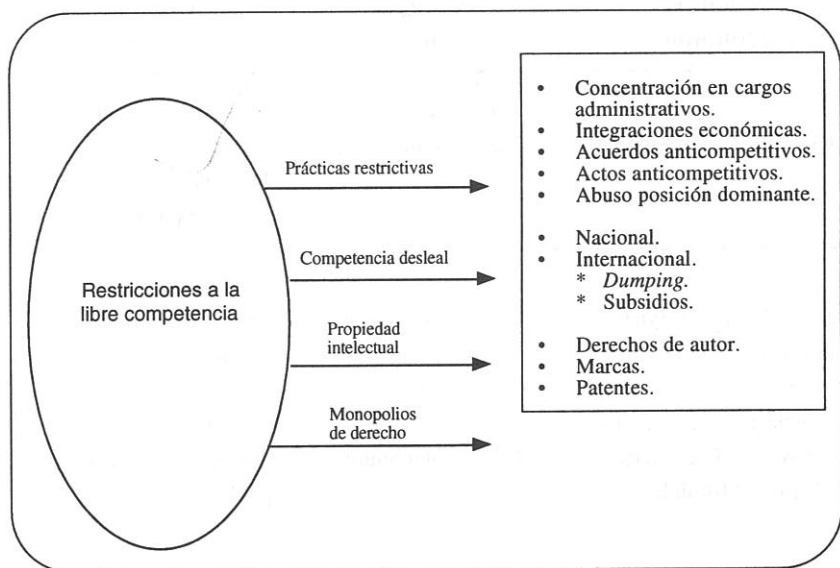 Restricciones a la
libre competencia
Prácticas restrictivas
Competencia desleal
Propiedad
intelectual
Monopolios
de derecho
• Concentración en cargos
administrativos.
• Integraciones económicas.
• Acuerdos anticompetitivos.
• Actos anticompetitivos.
• Abuso posición dominante.
• Nacional.
• Internacional.
* Dumping.
* Subsidios.
• Derechos de autor.
• Marcas.
• Patentes.